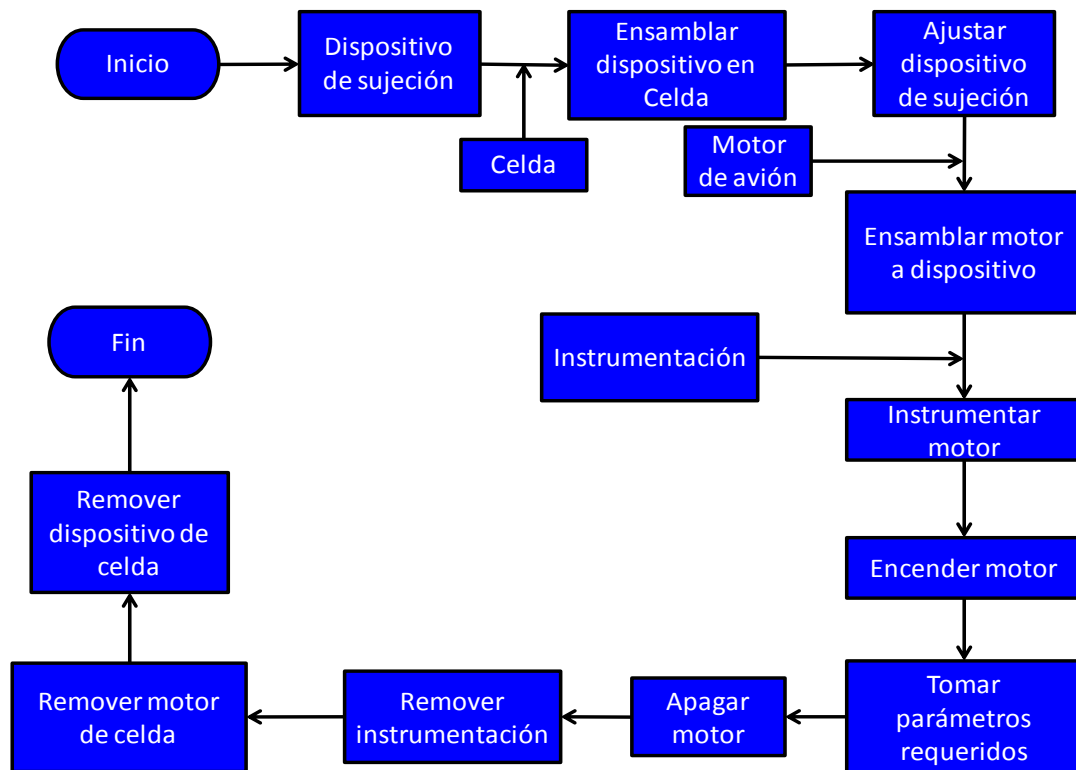 Inicio
Dispositivo
de sujeción
Ensamblar
dispositivo en
Celda
Ajustar
dispositivo
de sujeción
Celda
Motor
de avión
Ensamblar motor
a dispositivo
Instrumentación
Instrumentar
motor
Encender motor
Tomar
parámetros
requeridos
Apagar
motor
Remover
instrumentación
Remover motor
de celda
Remover
dispositivo de
celda
Fin